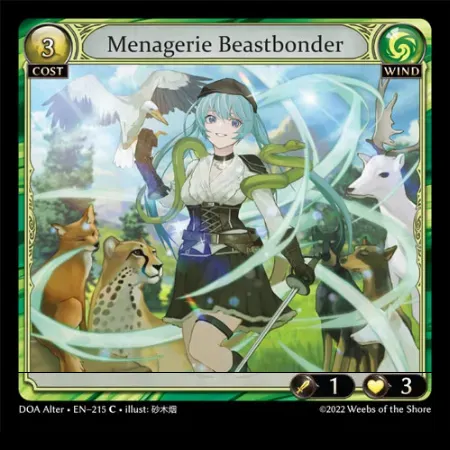 3
Menagerie Beastbonder
COST
WIND
1
3
DOA Alter • EN-215 C • illust: 砂木烟
©2022 Weebs of the Shore